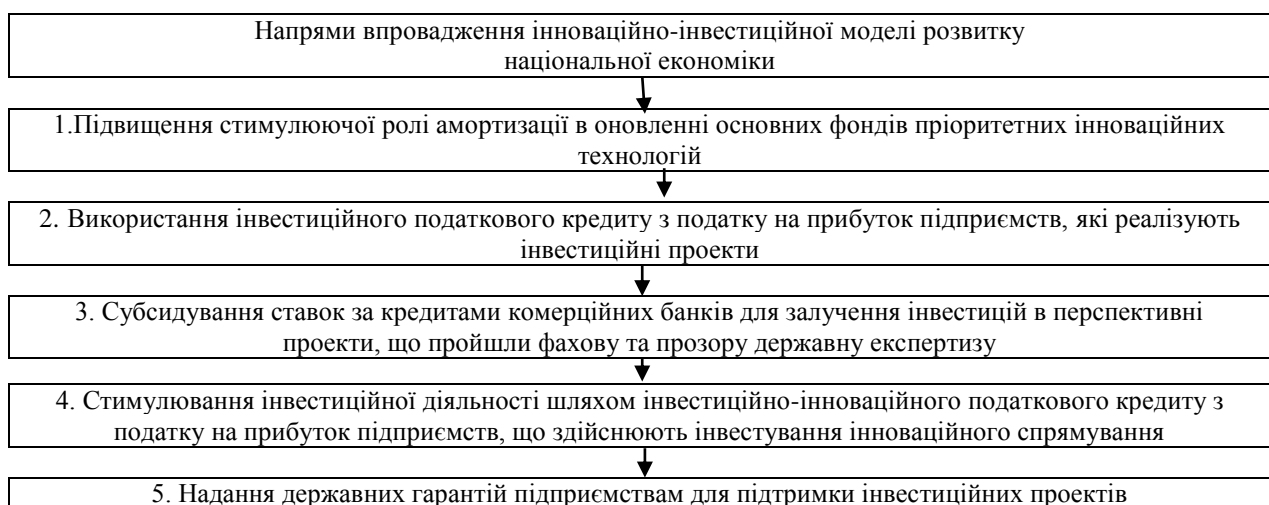 Напрями впровадження інноваційно-інвестиційної моделі розвитку
національної економіки
1.Підвищення стимулюючої ролі амортизації в оновленні основних фондів пріоритетних інноваційних
технологій
2. Використання інвестиційного податкового кредиту з податку на прибуток підприємств, які реалізують
інвестиційні проекти
3. Субсидування ставок за кредитами комерційних банків для залучення інвестицій в перспективні
проекти, що пройшли фахову та прозору державну експертизу
4. Стимулювання інвестиційної діяльності шляхом інвестиційно-інноваційного податкового кредиту з
податку на прибуток підприємств, що здійснюють інвестування інноваційного спрямування
5. Надання державних гарантій підприємствам для підтримки інвестиційних проектів